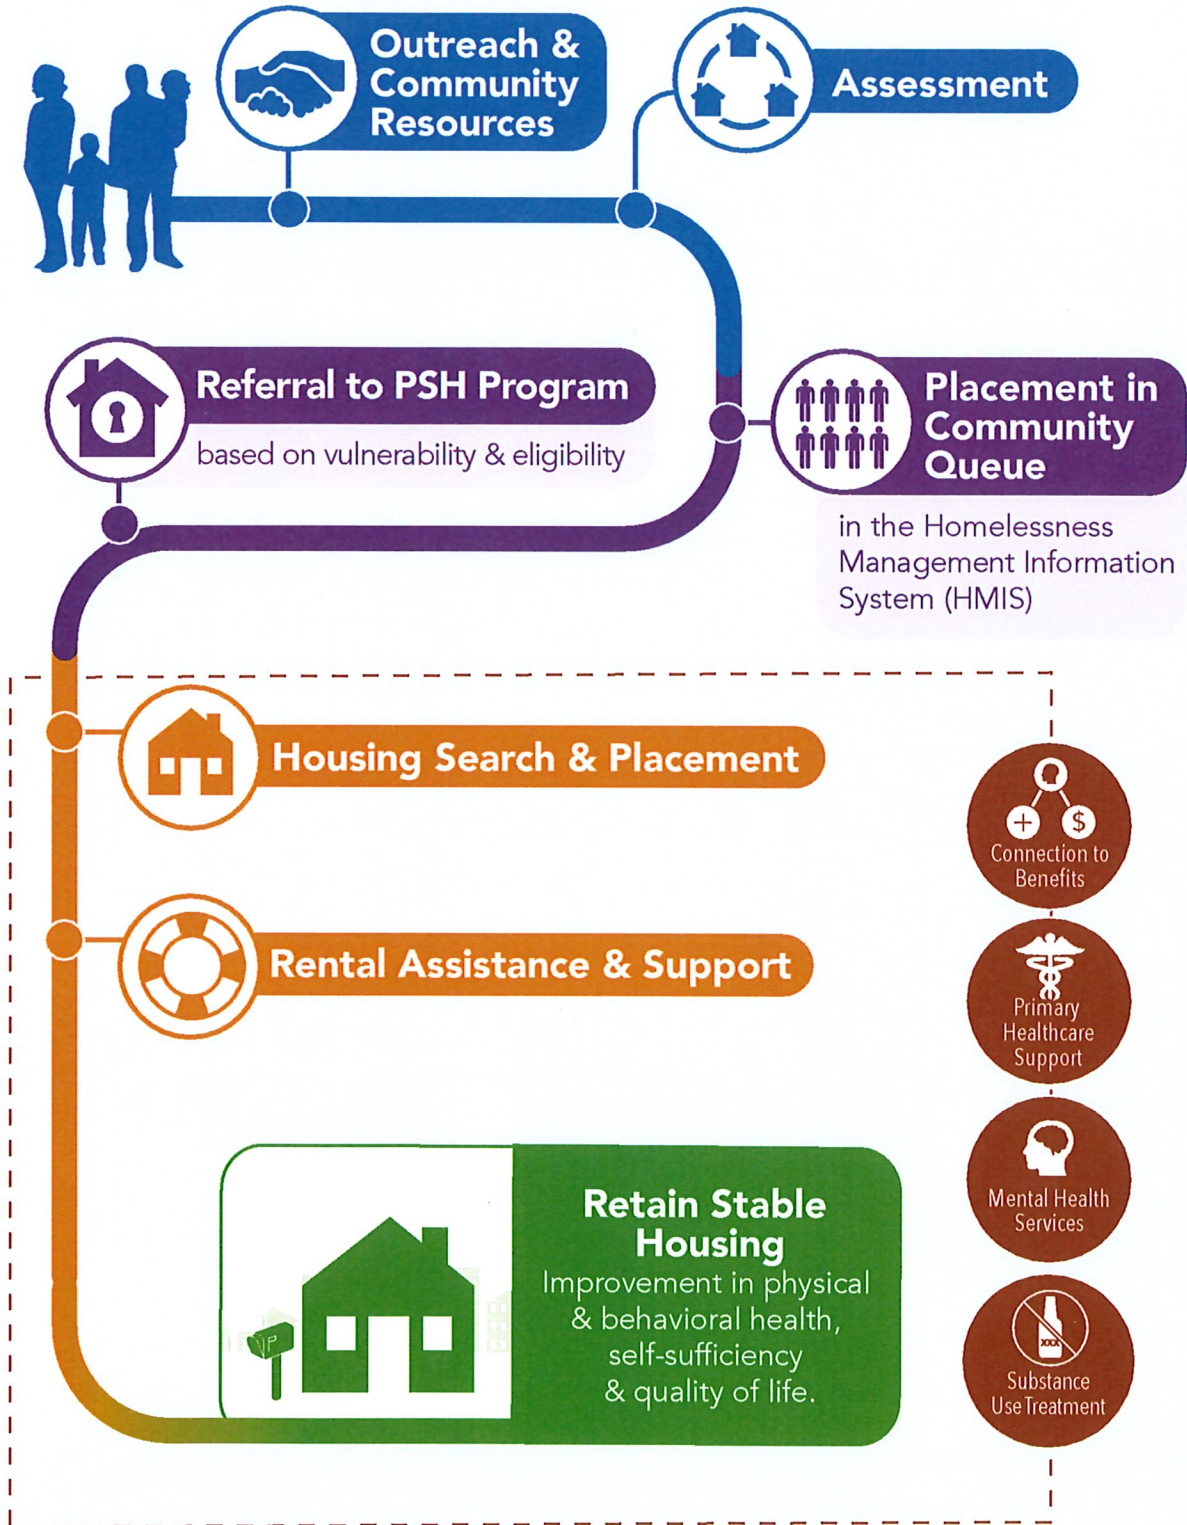 Outreach &
Community
Resources
Assessment
Referral to PSH Program
based on vulnerability & eligibility
Placement in
Community
Queue
in the Homelessness
Management Information
System (HMIS)
Housing Search & Placement
Rental Assistance & Support
+ $
Connection to
Benefits
Primary
Healthcare
Support
Mental Health
Services
XXX
Substance
Use Treatment
Retain Stable
Housing
Improvement in physical
& behavioral health,
self-sufficiency
& quality of life.